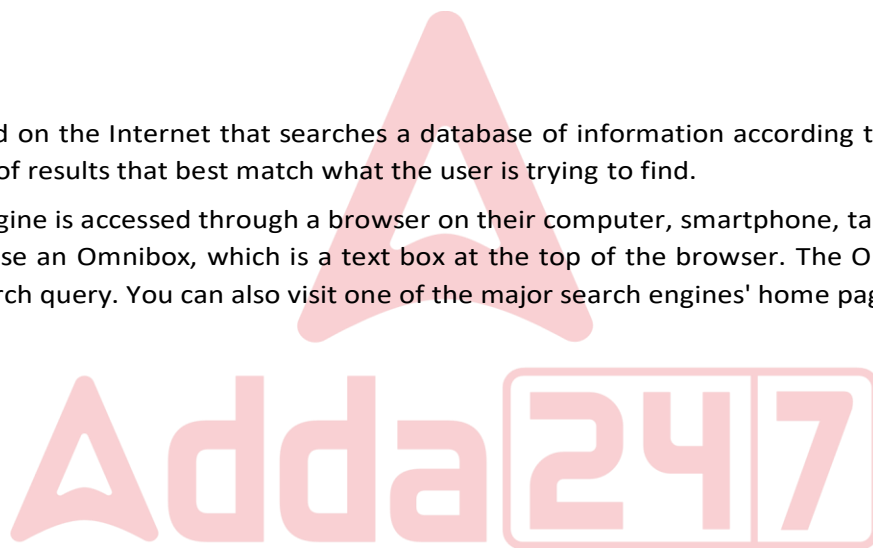 d on the Internet that searches a database of information according t
of results that best match what the user is trying to find.
gine is accessed through a browser on their computer, smartphone, ta
se an Omnibox, which is a text box at the top of the browser. The O
rch query. You can also visit one of the major search engines' home pag
Adda247